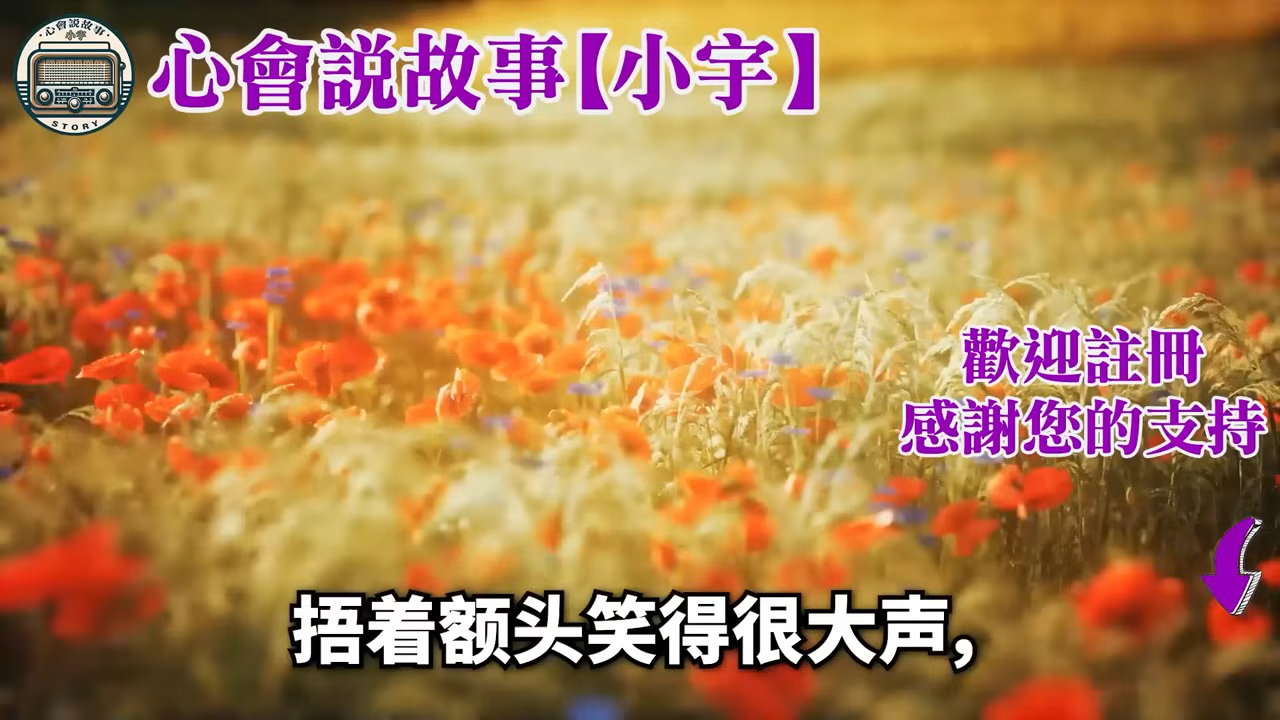 ·心會說故事·
小宇
STORY
心會説故事【小宇】
歡迎註冊
感謝您的支持
捂着额头笑得很大声，